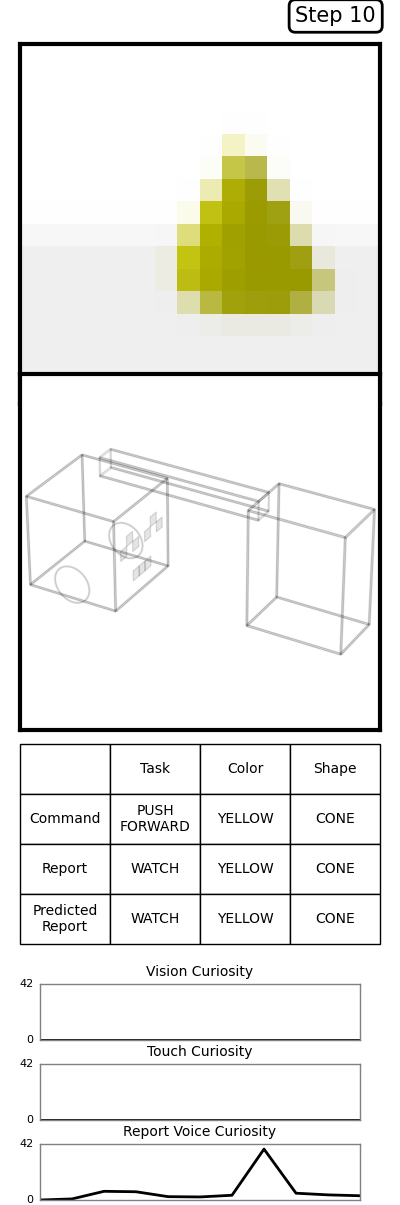 Step 10
Task Color Shape
Command PUSH FORWARD YELLOW CONE
Report WATCH YELLOW CONE
Predicted Report WATCH YELLOW CONE
Vision Curiosity
42
0
Touch Curiosity
42
0
Report Voice Curiosity
42
0